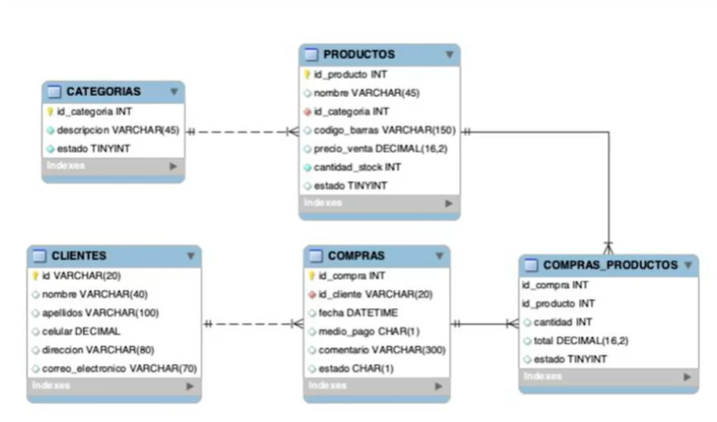 PRODUCTOS
id_producto INT
nombre VARCHAR(45)
id_categoria INT
codigo_barras VARCHAR(150)
precio_venta DECIMAL(16,2)
cantidad_stock INT
estado TINYINT
Indexes
CATEGORIAS
id_categoria INT
descripcion VARCHAR(45)
estado TINYINT
Indexes
CLIENTES
id VARCHAR(20)
nombre VARCHAR(40)
apellidos VARCHAR(100)
celular DECIMAL
direccion VARCHAR(80)
correo_electronico VARCHAR(70)
Indexes
COMPRAS
id_compra INT
id_cliente VARCHAR(20)
fecha DATETIME
medio_pago CHAR(1)
comentario VARCHAR(300)
estado CHAR(1)
Indexes
COMPRAS_PRODUCTOS
id_compra INT
id_producto INT
cantidad INT
total DECIMAL(16,2)
estado TINYINT
Indexes